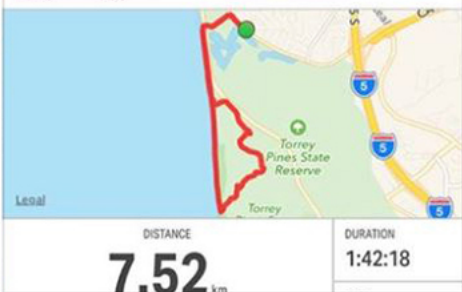 5
5
Torrey
Pines State
Reserve
5
Legal
Torrey
DISTANCE
7.52 km
DURATION
1:42:18